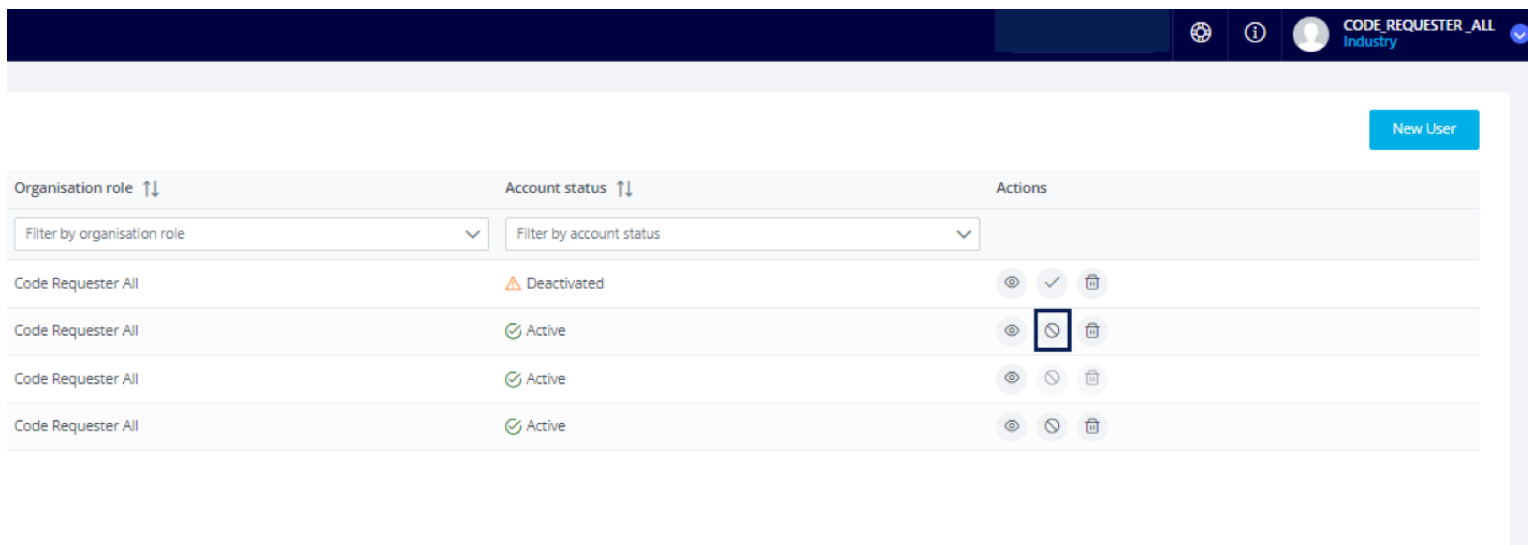 CODE_REQUESTER_ALL
Industry
New User
Organisation role Account status Actions
Filter by organisation role Filter by account status
Code Requester All Deactivated
Code Requester All Active
Code Requester All Active
Code Requester All Active